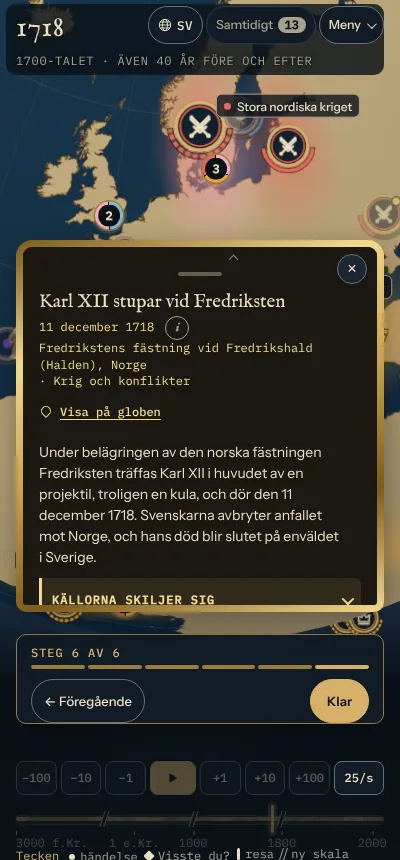 1718
SV
Samtidigt 13
Meny
1700-TALET · ÄVEN 40 ÅR FÖRE OCH EFTER
Stora nordiska kriget
3
2
Karl XII stupar vid Fredriksten
11 december 1718 i
Fredrikstens fästning vid Fredrikshald
(Halden), Norge
· Krig och konflikter
Visa på globen
Under belägringen av den norska fästningen
Fredriksten träffas Karl XII i huvudet av en
projektil, troligen en kula, och dör den 11
december 1718. Svenskarna avbryter anfallet
mot Norge, och hans död blir slutet på enväldet
i Sverige.
KÄLLORNA SKILJER SIG
STEG 6 AV 6
← Föregående
Klar
−100 −10 −1 +1 +10 +100 25/s
3000 f.Kr. 1 e.Kr. 1000 1800 2000
Tecken händelse Visste du? resa // ny skala